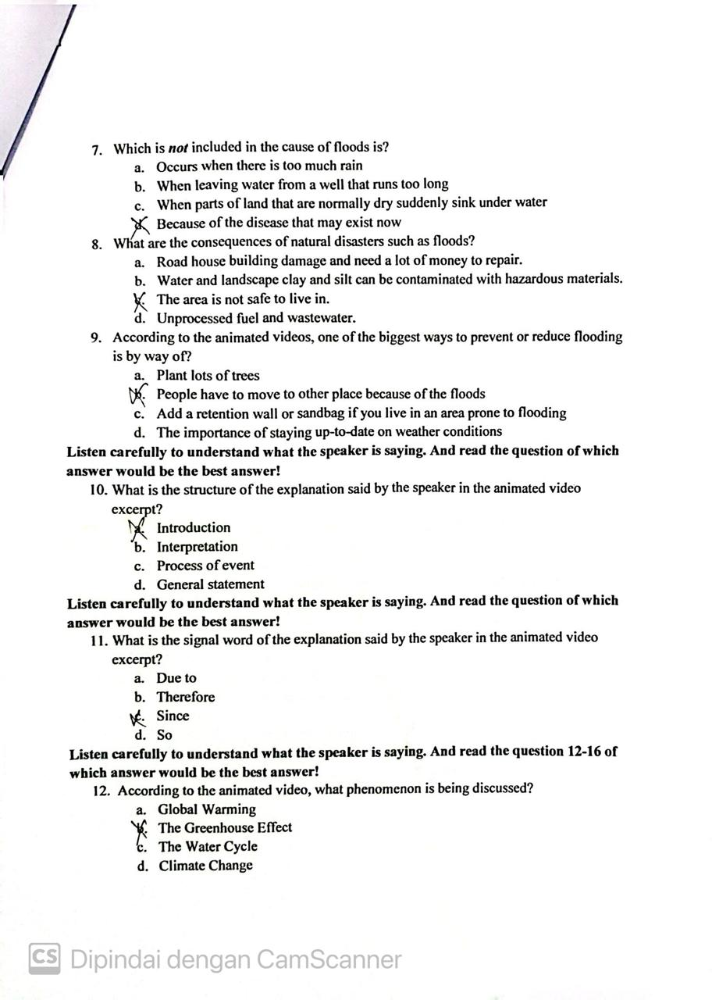 7. Which is not included in the cause of floods is?
a. Occurs when there is too much rain
b. When leaving water from a well that runs too long
c. When parts of land that are normally dry suddenly sink under water
d. Because of the disease that may exist now
8. What are the consequences of natural disasters such as floods?
a. Road house building damage and need a lot of money to repair.
b. Water and landscape clay and silt can be contaminated with hazardous materials.
c. The area is not safe to live in.
d. Unprocessed fuel and wastewater.
9. According to the animated videos, one of the biggest ways to prevent or reduce flooding
is by way of?
a. Plant lots of trees
b. People have to move to other place because of the floods
c. Add a retention wall or sandbag if you live in an area prone to flooding
d. The importance of staying up-to-date on weather conditions
Listen carefully to understand what the speaker is saying. And read the question of which
answer would be the best answer!
10. What is the structure of the explanation said by the speaker in the animated video
excerpt?
a. Introduction
b. Interpretation
c. Process of event
d. General statement
Listen carefully to understand what the speaker is saying. And read the question of which
answer would be the best answer!
11. What is the signal word of the explanation said by the speaker in the animated video
excerpt?
a. Due to
b. Therefore
c. Since
d. So
Listen carefully to understand what the speaker is saying. And read the question 12-16 of
which answer would be the best answer!
12. According to the animated video, what phenomenon is being discussed?
a. Global Warming
b. The Greenhouse Effect
c. The Water Cycle
d. Climate Change
CS Dipindai dengan CamScanner